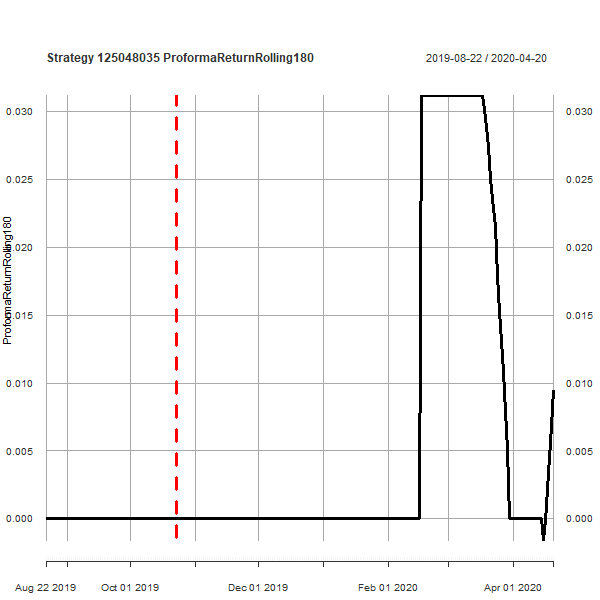 Strategy 125048035 ProformaReturnRolling180
2019-08-22 / 2020-04-20
ProformaReturnRolling180
0.030 0.030
0.025 0.025
0.020 0.020
0.015 0.015
0.010 0.010
0.005 0.005
0.000 0.000
Aug 22 2019 Oct 01 2019 Dec 01 2019 Feb 01 2020 Apr 01 2020